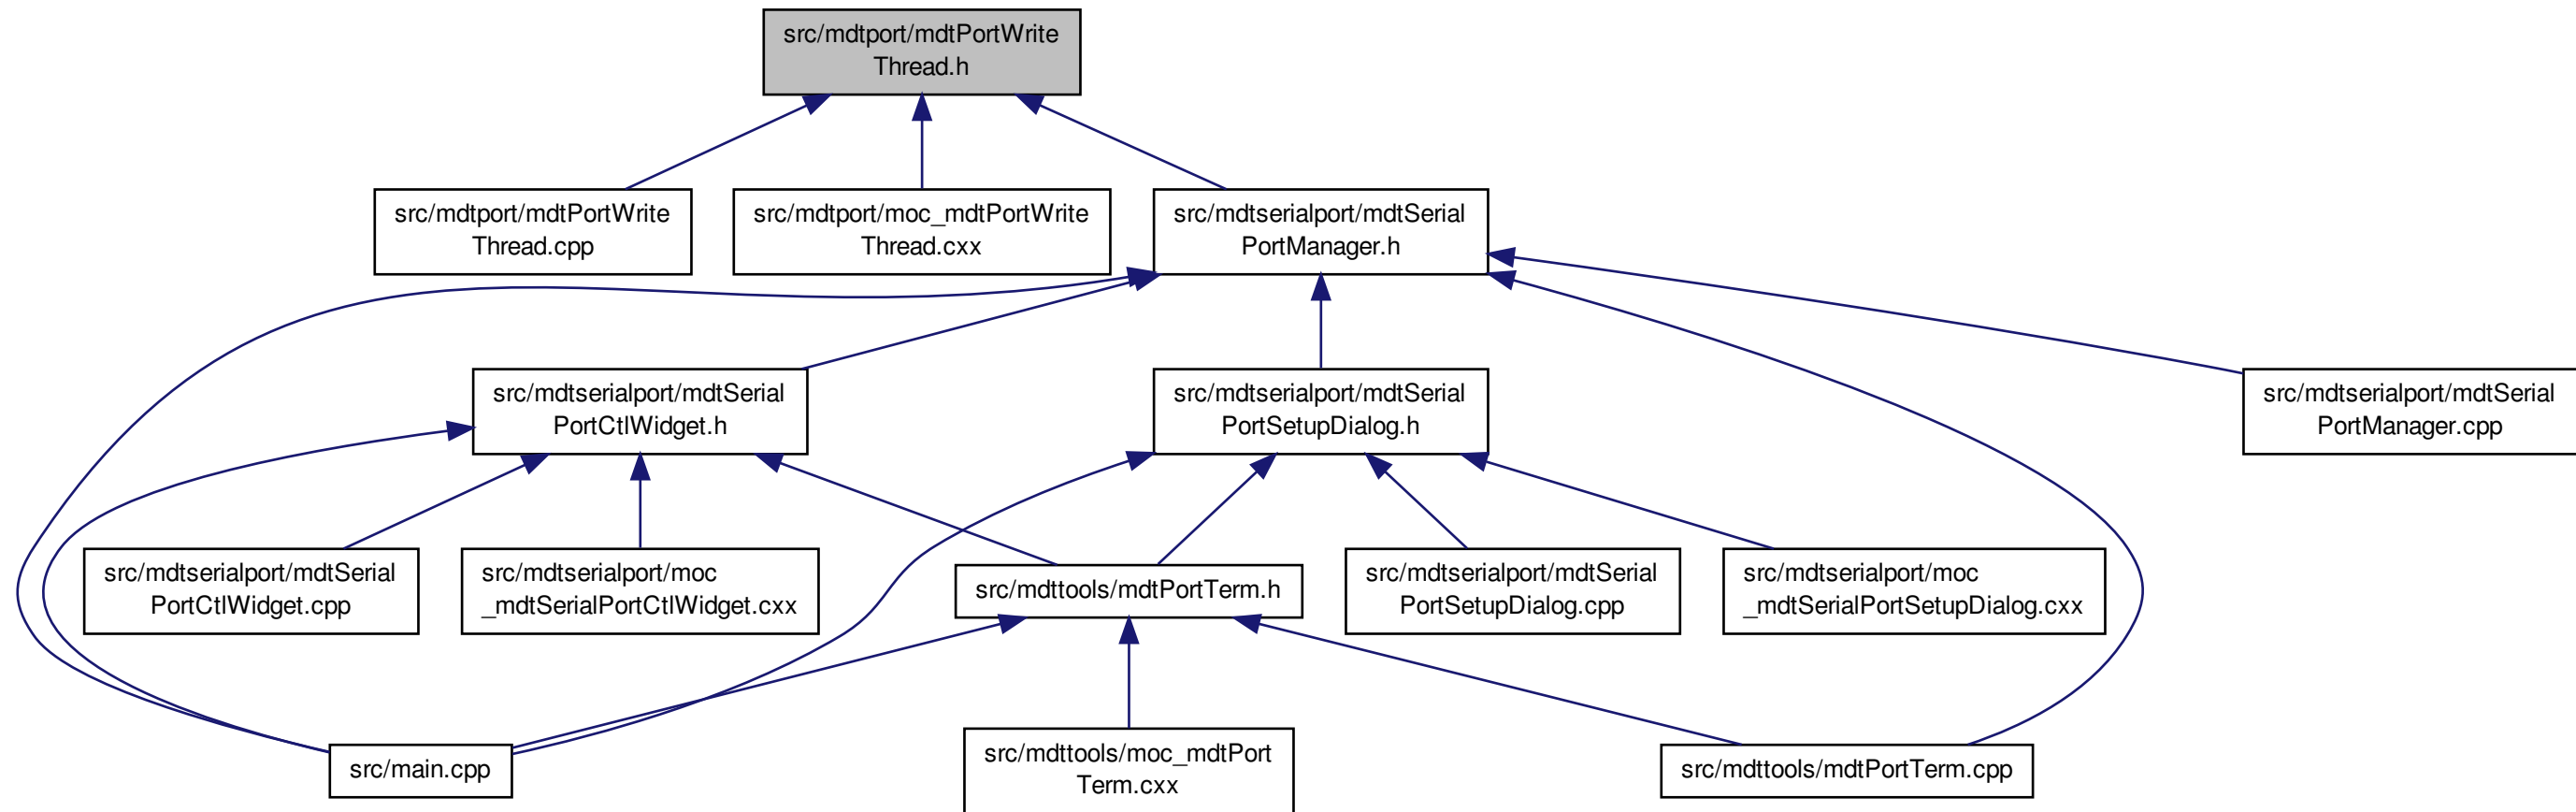 src/mdtport/mdtPortWrite
Thread.h
src/mdtport/mdtPortWrite
Thread.cpp
src/mdtport/moc_mdtPortWrite
Thread.cxx
src/mdtserialport/mdtSerial
PortManager.h
src/mdtserialport/mdtSerial
PortCtlWidget.h
src/mdtserialport/mdtSerial
PortSetupDialog.h
src/mdtserialport/mdtSerial
PortManager.cpp
src/mdtserialport/mdtSerial
PortCtlWidget.cpp
src/mdtserialport/moc
_mdtSerialPortCtlWidget.cxx
src/mdttools/mdtPortTerm.h
src/mdtserialport/mdtSerial
PortSetupDialog.cpp
src/mdtserialport/moc
_mdtSerialPortSetupDialog.cxx
src/main.cpp
src/mdttools/moc_mdtPort
Term.cxx
src/mdttools/mdtPortTerm.cpp